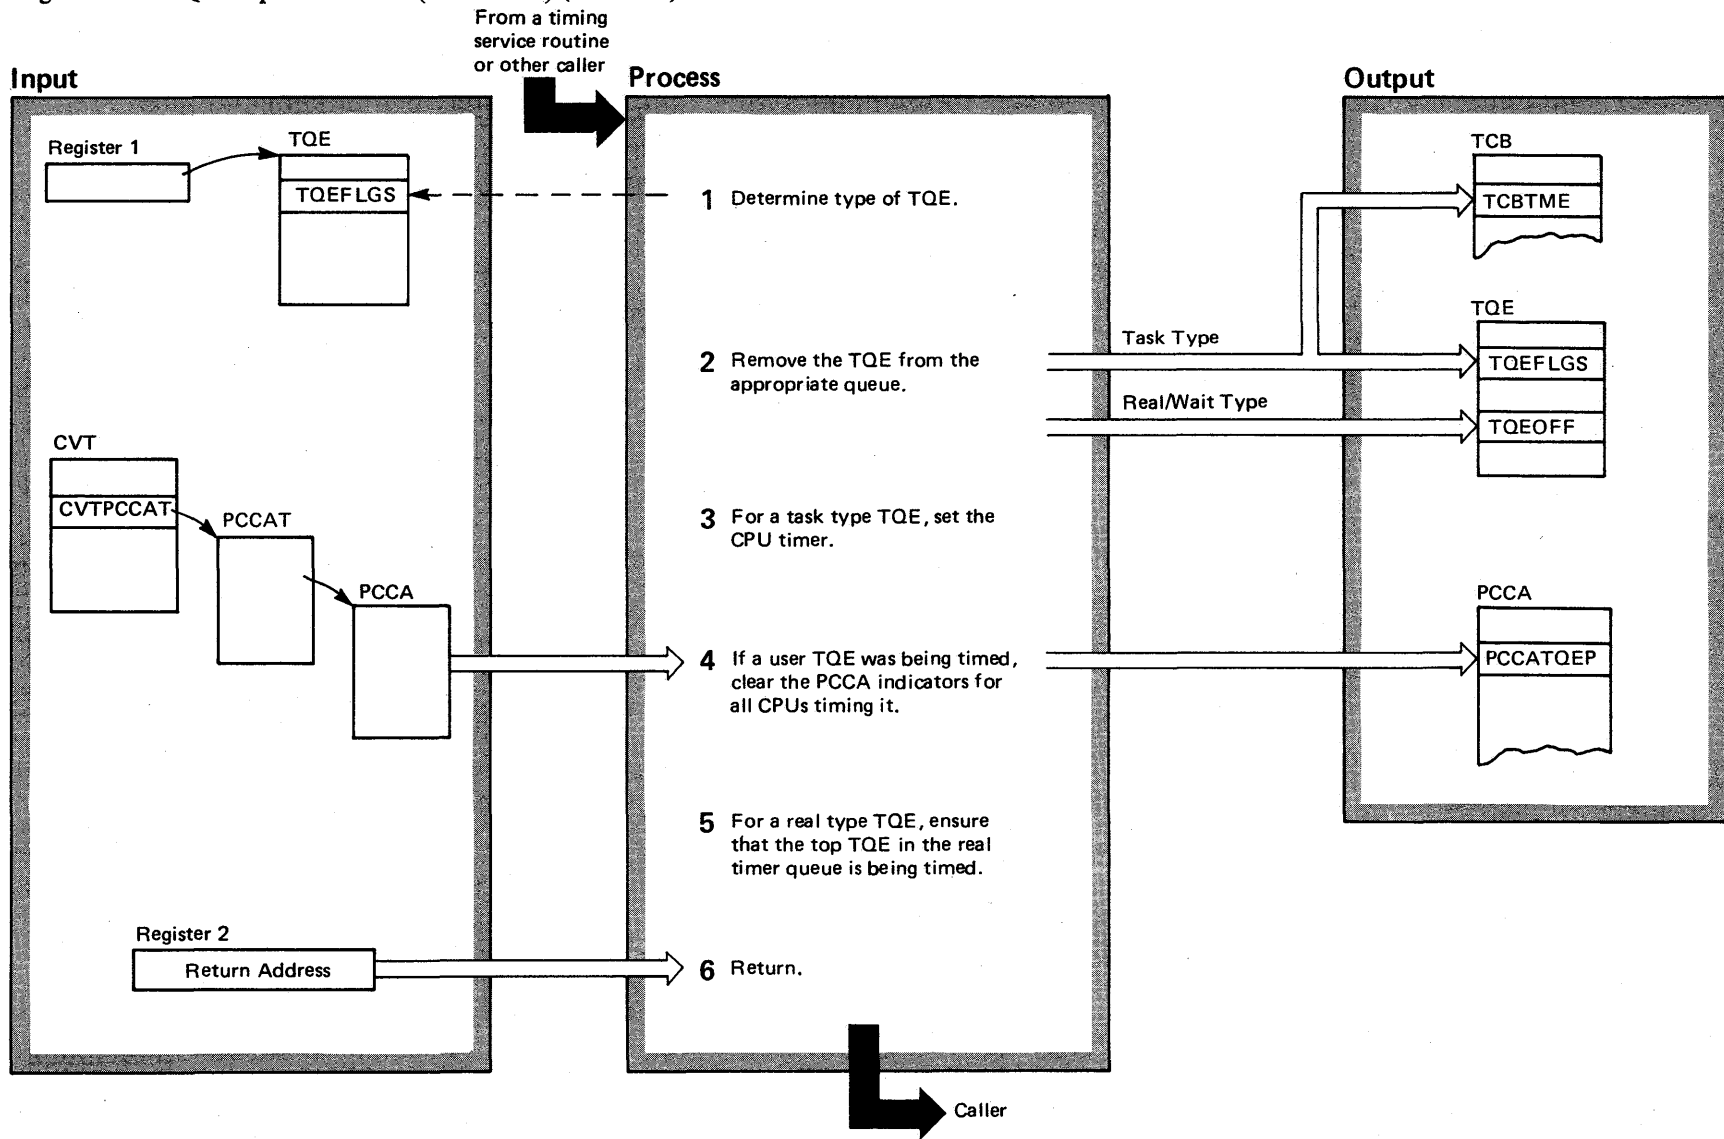 From a timing
service routine
or other caller
Input
Process
Output
Register 1
TQE
TQEFLGS
1 Determine type of TQE.
TCB
TCBTME
2 Remove the TQE from the
appropriate queue.
Task Type
Real/Wait Type
TQE
TQEFLGS
TQEOFF
CVT
CVTPCCAT
PCCAT
PCCA
3 For a task type TQE, set the
CPU timer.
4 If a user TQE was being timed,
clear the PCCA indicators for
all CPUs timing it.
PCCA
PCCATQEP
5 For a real type TQE, ensure
that the top TQE in the real
timer queue is being timed.
Register 2
Return Address
6 Return.
Caller